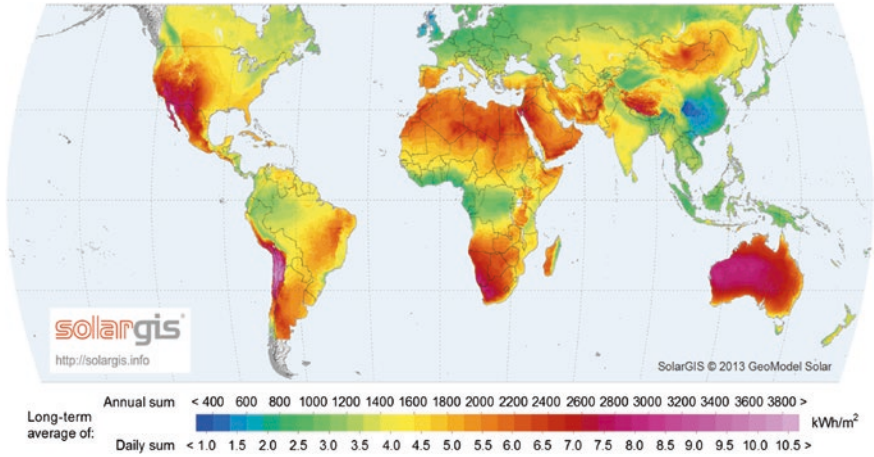 solargis
http://solargis.info
SolarGIS © 2013 GeoModel Solar
Annual sum < 400 600 800 1000 1200 1400 1600 1800 2000 2200 2400 2600 2800 3000 3200 3400 3600 3800 >
Long-term average of: kWh/m²
Daily sum < 1.0 1.5 2.0 2.5 3.0 3.5 4.0 4.5 5.0 5.5 6.0 6.5 7.0 7.5 8.0 8.5 9.0 9.5 10.0 10.5 >